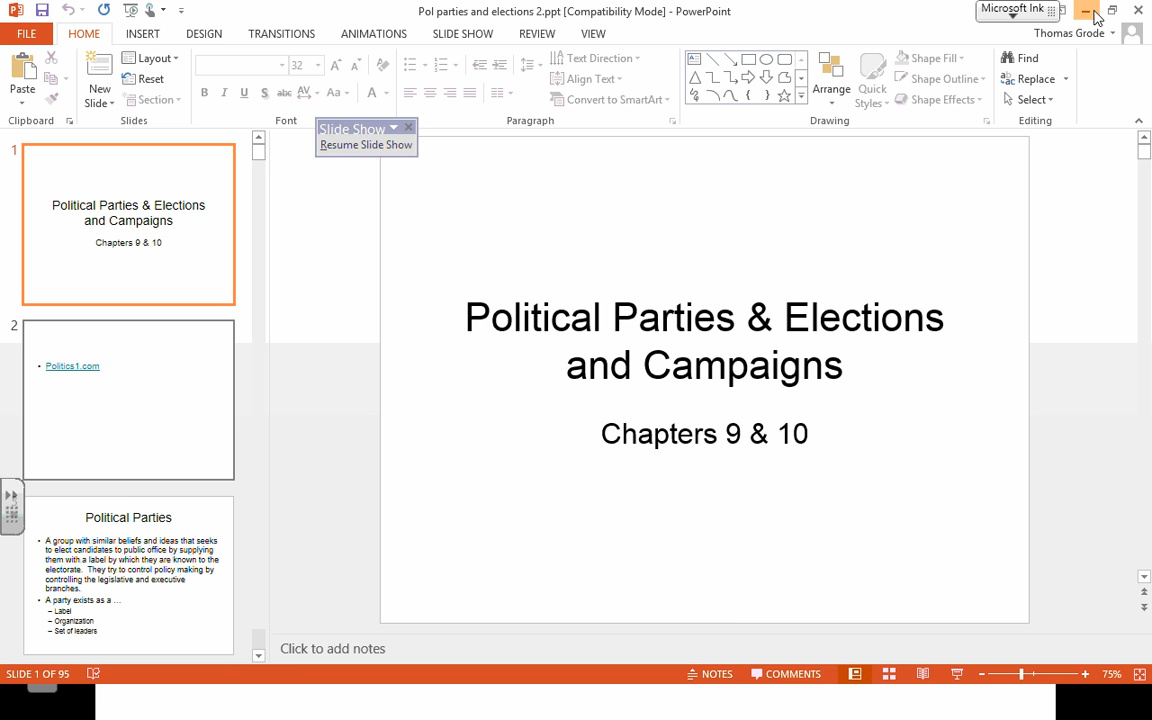 Pol parties and elections 2.ppt [Compatibility Mode] - PowerPoint
Microsoft Ink
FILE HOME INSERT DESIGN TRANSITIONS ANIMATIONS SLIDE SHOW REVIEW VIEW
Thomas Grode
Paste
New
Slide
Layout
Reset
Section
32
B I U S abc AV Aa A
Text Direction
Align Text
Convert to SmartArt
Arrange
Quick
Styles
Shape Fill
Shape Outline
Shape Effects
Find
Replace
Select
Clipboard Slides Font Paragraph Drawing Editing
Slide Show
Resume Slide Show
1
Political Parties & Elections
and Campaigns
Chapters 9 & 10
2
• Politics1.com
Political Parties
• A group with similar beliefs and ideas that seeks
to elect candidates to public office by supplying
them with a label by which they are known to the
electorate. They try to control policy making by
controlling the legislative and executive
branches.
• A party exists as a ...
– Label
– Organization
– Set of leaders
Political Parties & Elections
and Campaigns
Chapters 9 & 10
Click to add notes
SLIDE 1 OF 95
NOTES COMMENTS 75%